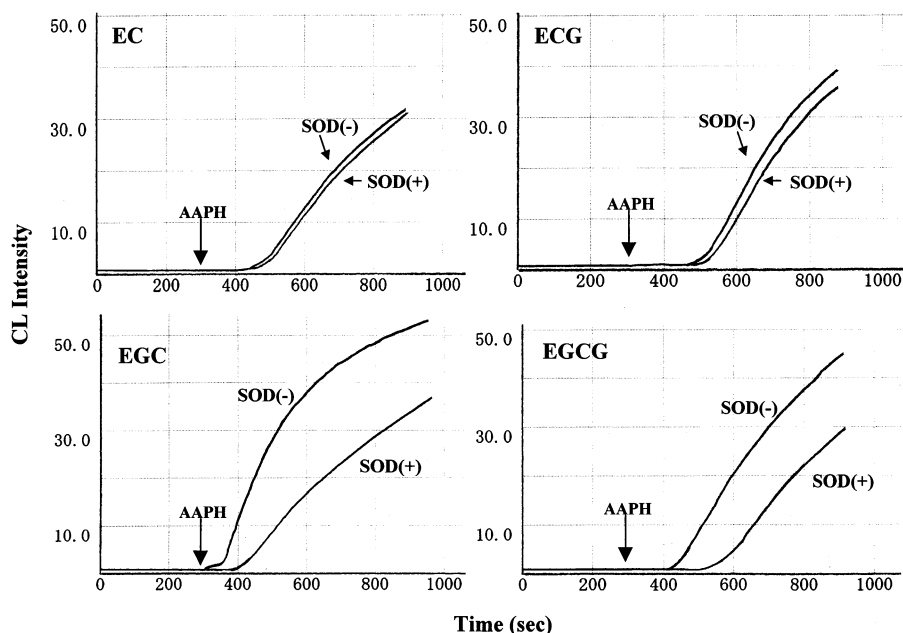 EC
50.0
30.0
10.0
SOD(-)
SOD(+)
AAPH
0 200 400 600 800 1000
ECG
50.0
30.0
10.0
SOD(-)
SOD(+)
AAPH
0 200 400 600 800 1000
EGC
50.0
30.0
10.0
SOD(-)
SOD(+)
AAPH
0 200 400 600 800 1000
EGCG
50.0
30.0
10.0
SOD(-)
SOD(+)
AAPH
0 200 400 600 800 1000
CL Intensity
Time (sec)